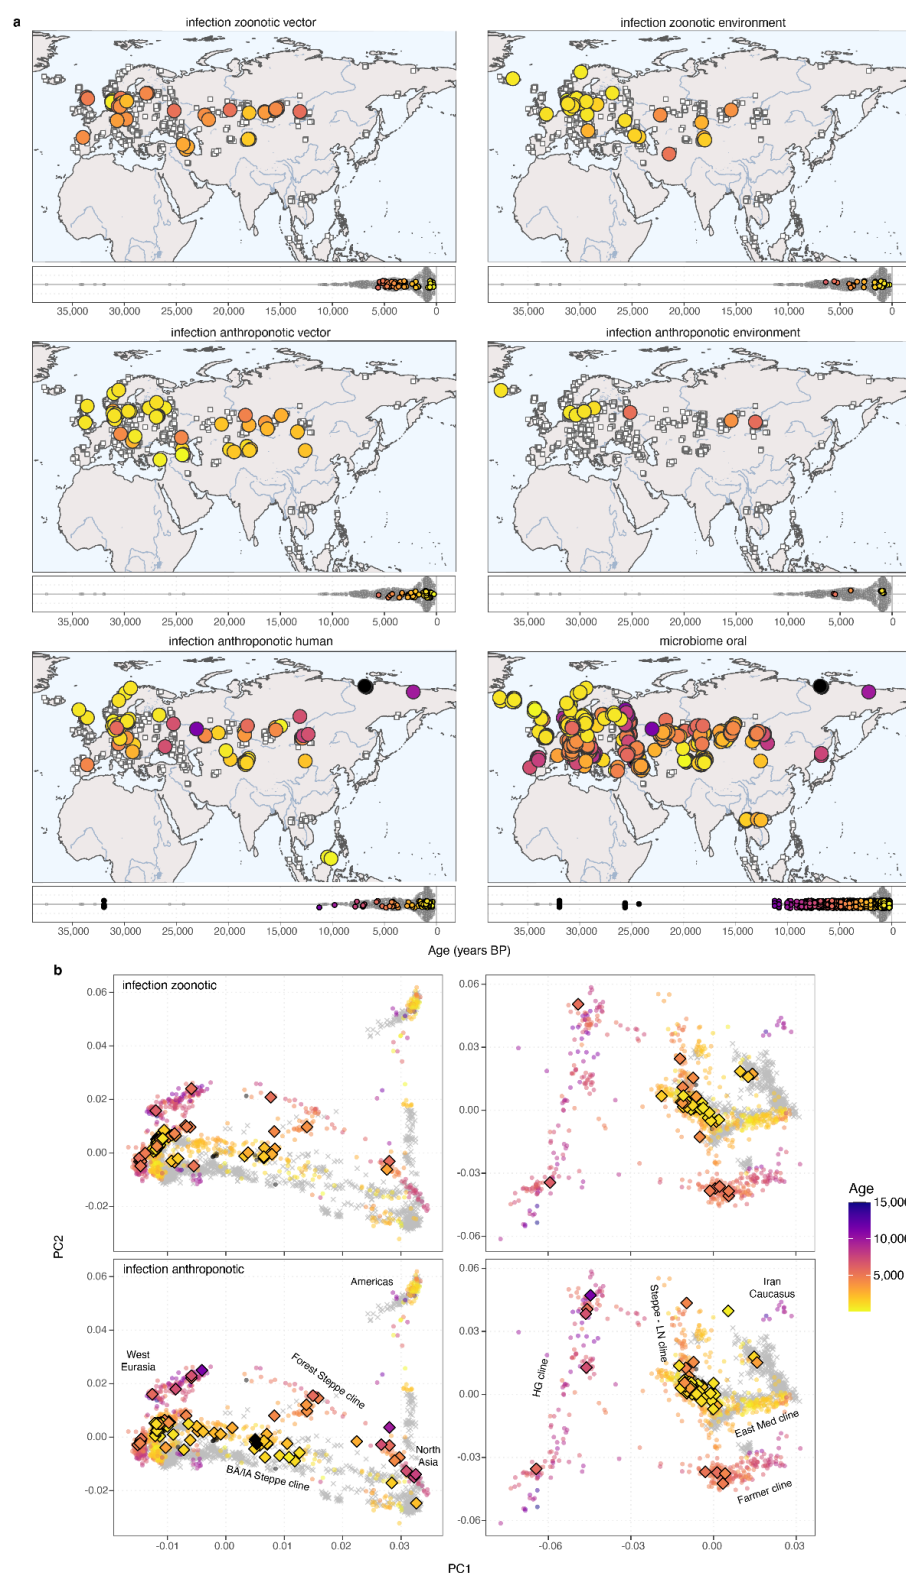 a
infection zoonotic vector
infection zoonotic environment
35,000 30,000 25,000 20,000 15,000 10,000 5,000 0
35,000 30,000 25,000 20,000 15,000 10,000 5,000 0
infection anthroponotic vector
infection anthroponotic environment
35,000 30,000 25,000 20,000 15,000 10,000 5,000 0
35,000 30,000 25,000 20,000 15,000 10,000 5,000 0
infection anthroponotic human
microbiome oral
35,000 30,000 25,000 20,000 15,000 10,000 5,000 0
35,000 30,000 25,000 20,000 15,000 10,000 5,000 0
Age (years BP)
b
infection zoonotic
0.06
0.04
0.02
0.00
-0.02
0.06
0.03
0.00
-0.03
-0.06
infection anthroponotic
Americas
West
Eurasia
Forest Steppe cline
BA/IA Steppe cline
North
Asia
0.06
0.04
0.02
0.00
-0.02
-0.01 0.00 0.01 0.02 0.03
HG cline
Steppe - LN cline
Iran
Caucasus
East Med cline
Farmer cline
0.06
0.03
0.00
-0.03
-0.06
-0.06 -0.03 0.00 0.03
PC2
PC1
Age
15,000
10,000
5,000